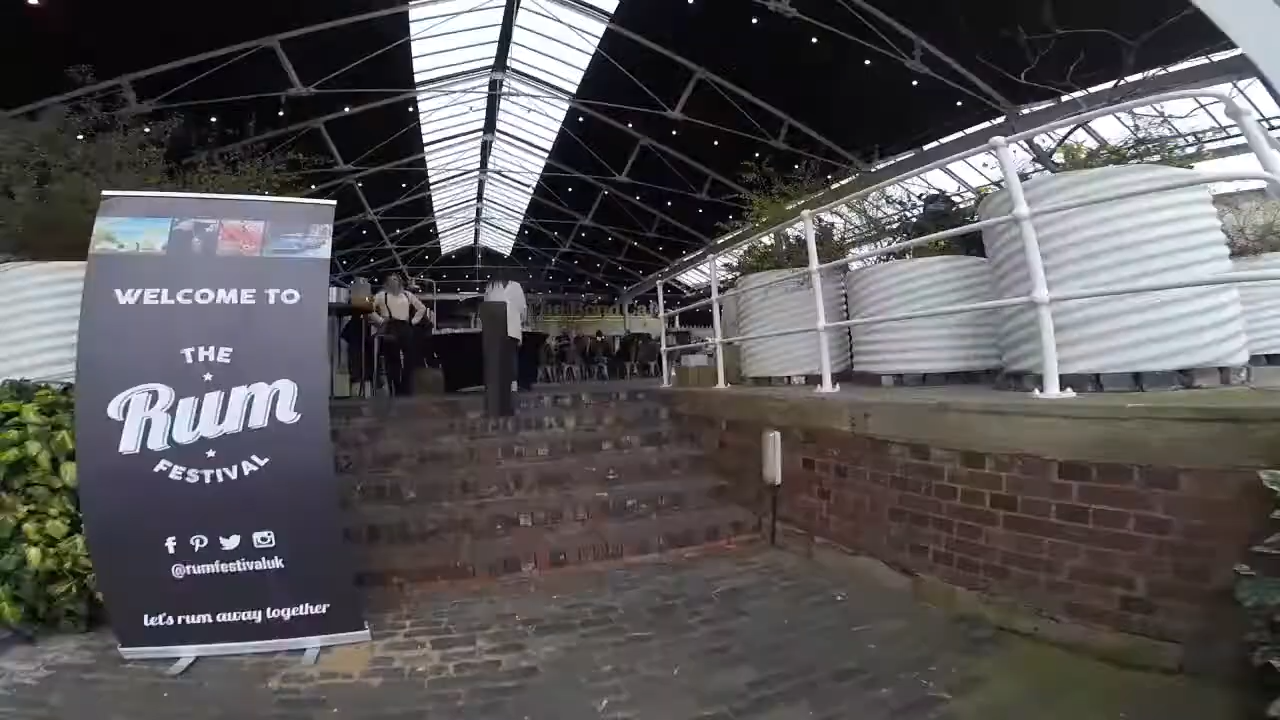 WELCOME TO
THE
Rum
FESTIVAL
@rumfestivaluk
let's rum away together